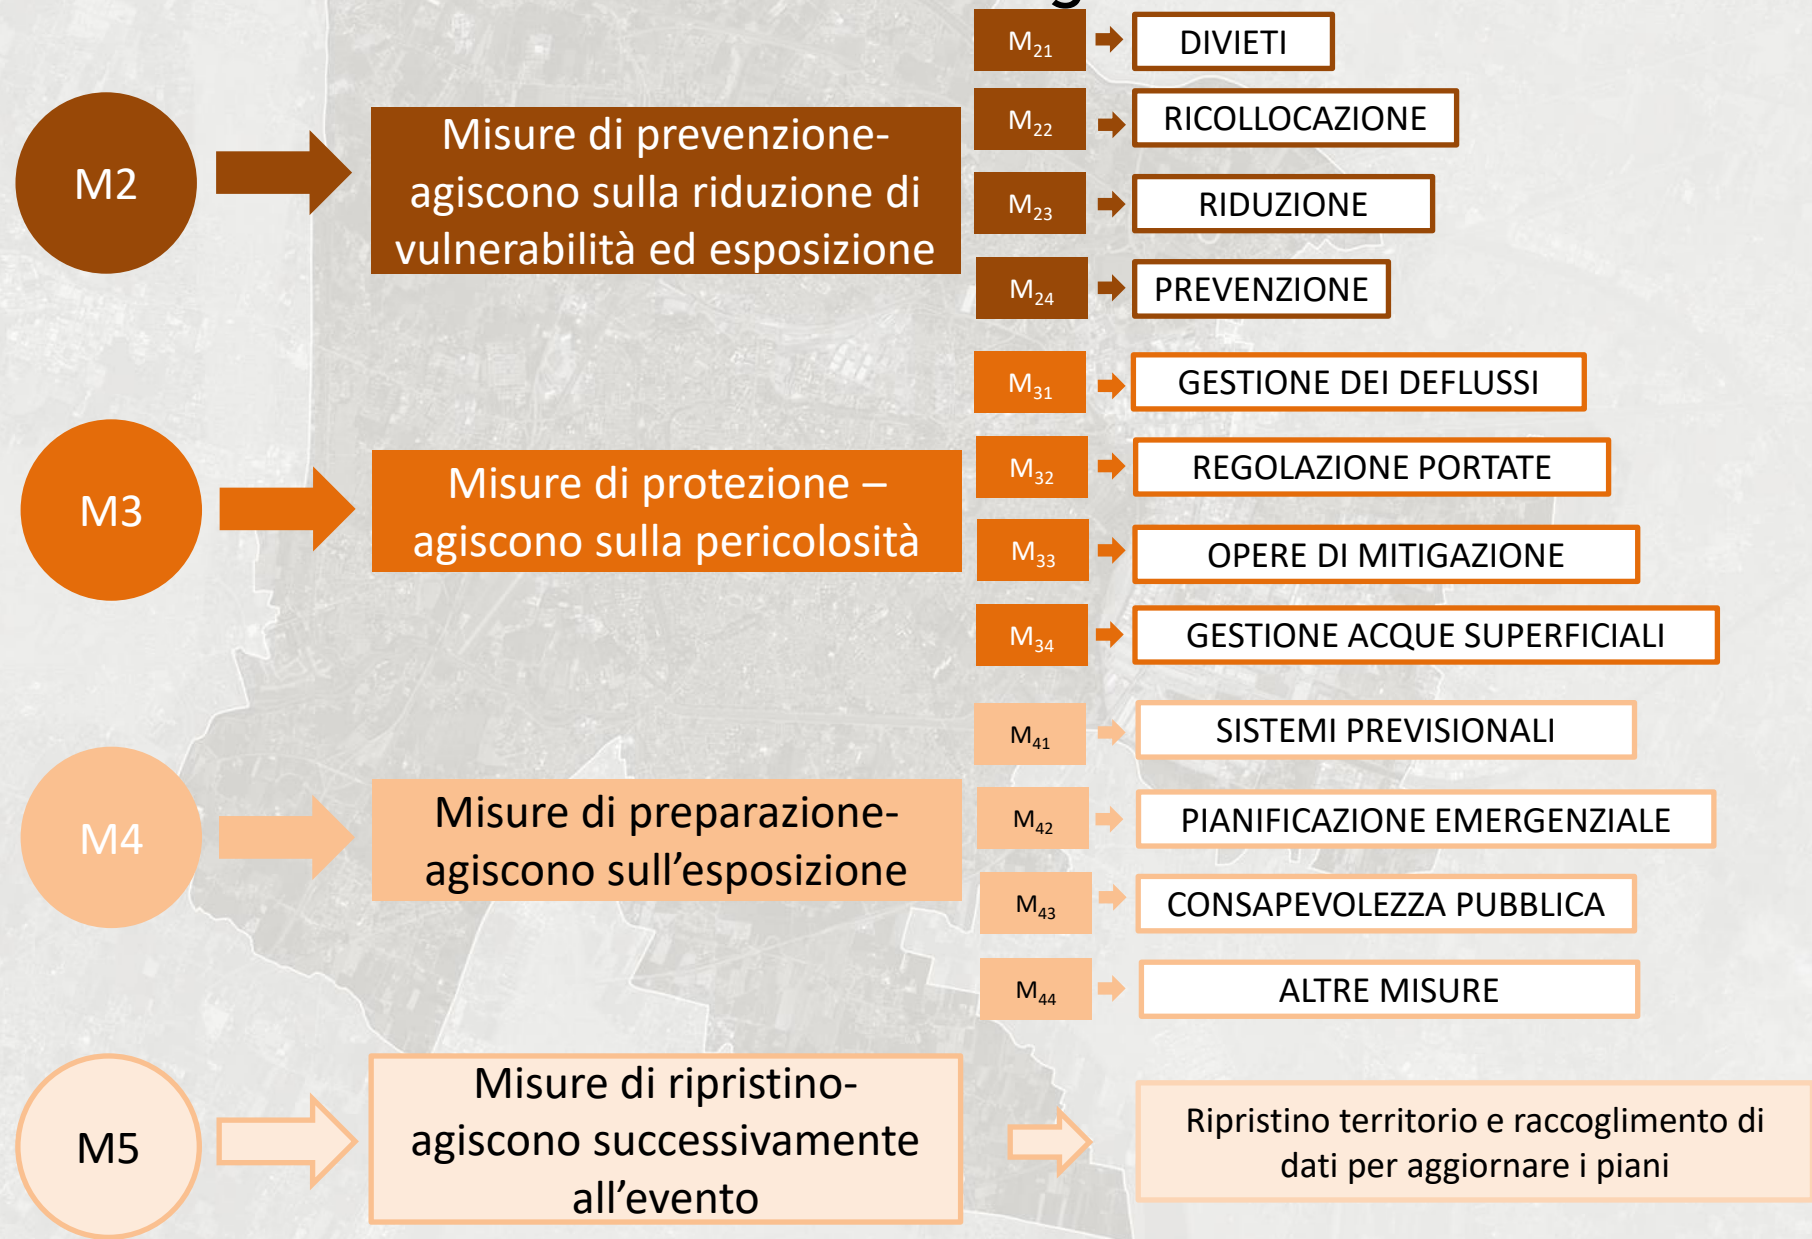 M21
DIVIETI
M22
RICOLLOCAZIONE
M2
Misure di prevenzione-
agiscono sulla riduzione di
vulnerabilità ed esposizione
M23
RIDUZIONE
M24
PREVENZIONE
M31
GESTIONE DEI DEFLUSSI
M32
REGOLAZIONE PORTATE
M3
Misure di protezione –
agiscono sulla pericolosità
M33
OPERE DI MITIGAZIONE
M34
GESTIONE ACQUE SUPERFICIALI
M41
SISTEMI PREVISIONALI
M4
Misure di preparazione-
agiscono sull’esposizione
M42
PIANIFICAZIONE EMERGENZIALE
M43
CONSAPEVOLEZZA PUBBLICA
M44
ALTRE MISURE
M5
Misure di ripristino-
agiscono successivamente
all’evento
Ripristino territorio e raccoglimento di
dati per aggiornare i piani